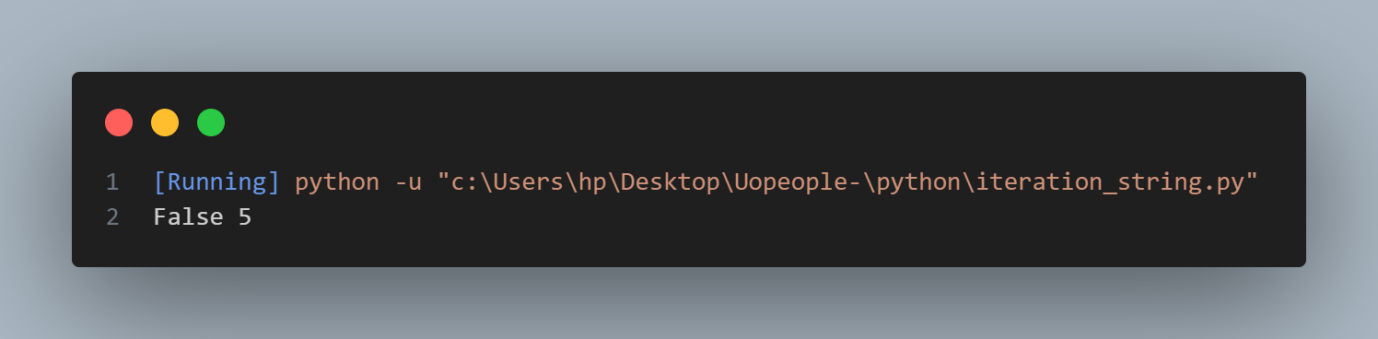 1 [Running] python -u "c:\Users\hp\Desktop\Uopeople-\python\iteration_string.py"
2 False 5